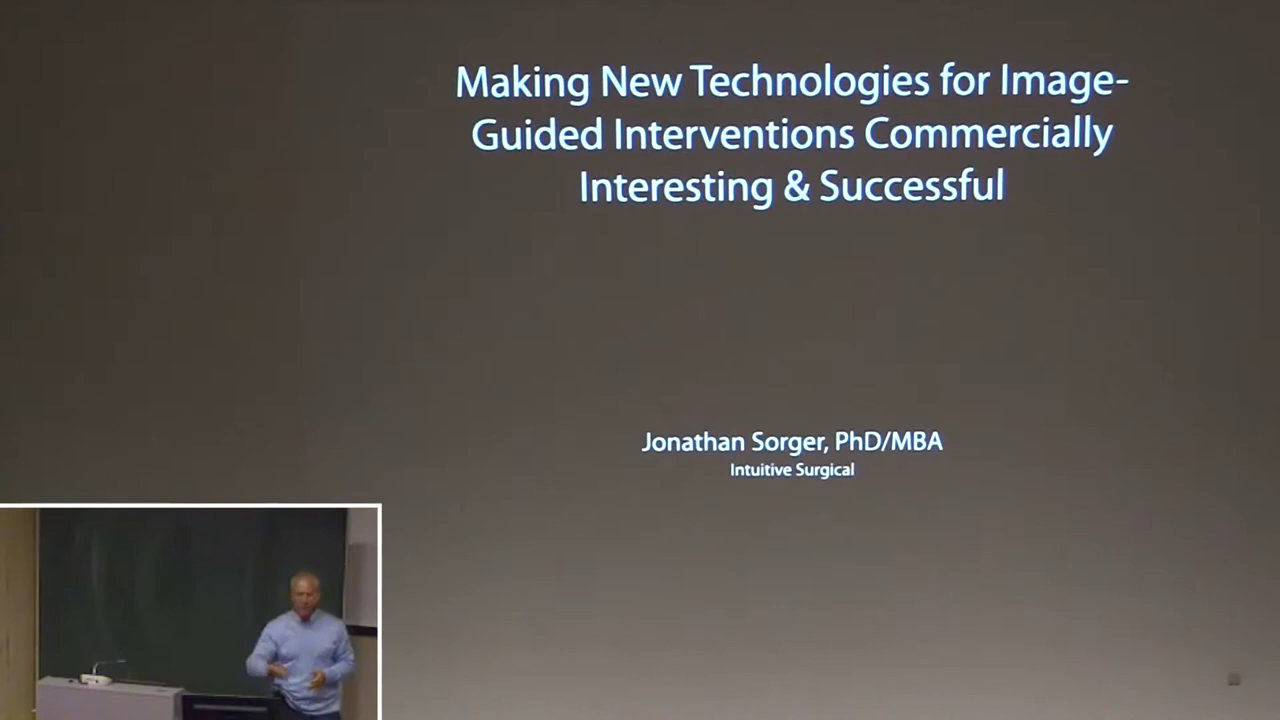 Making New Technologies for Image-
Guided Interventions Commercially
Interesting & Successful
Jonathan Sorger, PhD/MBA
Intuitive Surgical